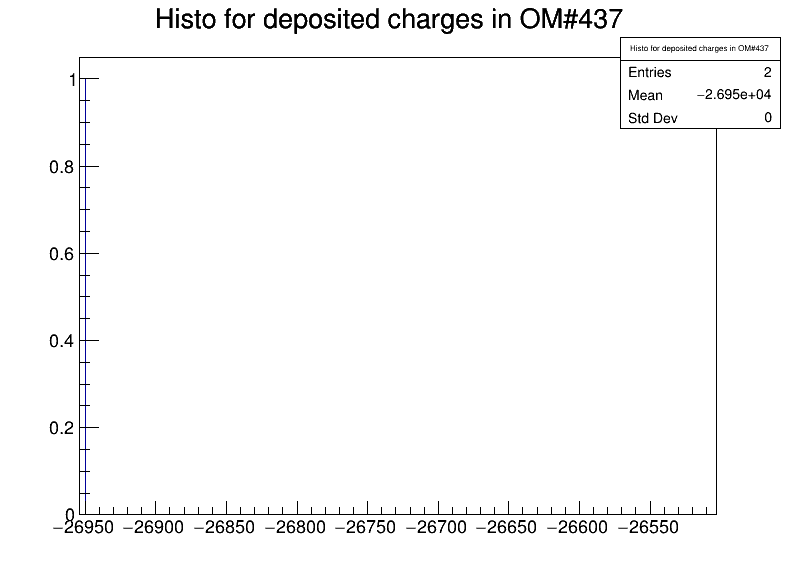 Histo for deposited charges in OM#437
Histo for deposited charges in OM#437
Entries 2
Mean −2.695e+04
Std Dev 0
1
0.8
0.6
0.4
0.2
0
−26950 −26900 −26850 −26800 −26750 −26700 −26650 −26600 −26550